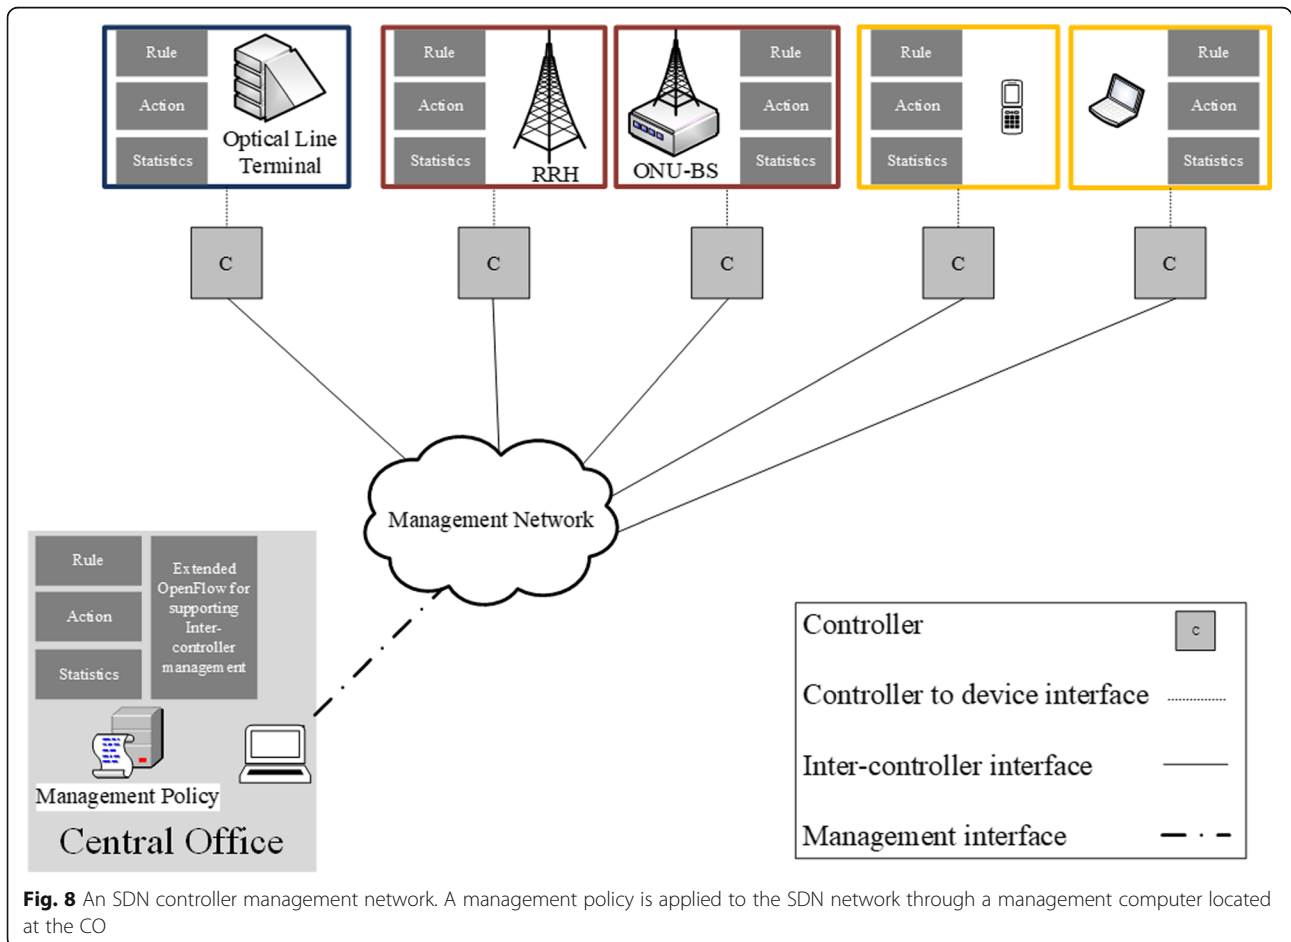 Rule
Action
Statistics
Optical Line
Terminal
Rule
Action
Statistics
RRH
ONU-BS
Rule
Action
Statistics
Rule
Action
Statistics
Rule
Action
Statistics
C
C
C
C
C
Management Network
Rule
Action
Statistics
Extended
OpenFlow for
supporting
Inter-
controller
management
Management Policy
Central Office
Controller
C
Controller to device interface
Inter-controller interface
Management interface
Fig. 8 An SDN controller management network. A management policy is applied to the SDN network through a management computer located
at the CO